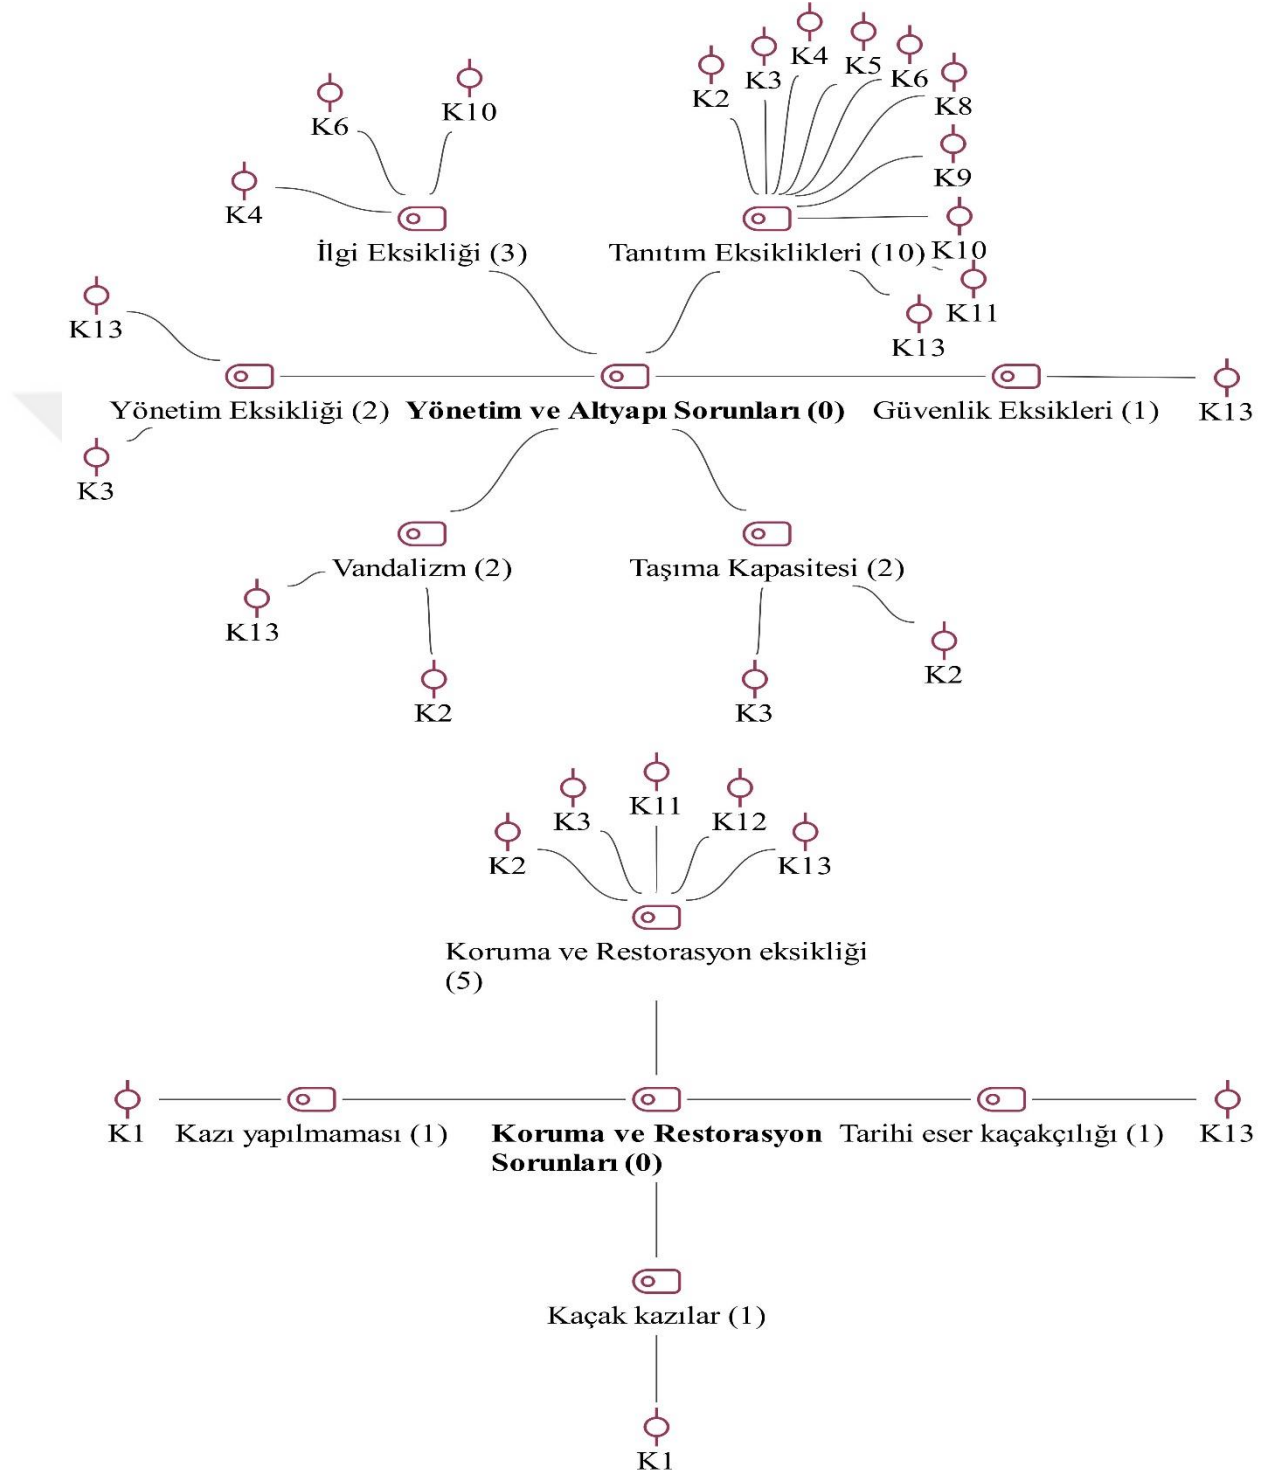 K4
K5
K3
K6
K2
K8
K6
K10
K9
K4
K10
İlgi Eksikliği (3)
Tanıtım Eksiklikleri (10)
K11
K13
K13
Yönetim Eksikliği (2)
Yönetim ve Altyapı Sorunları (0)
Güvenlik Eksikleri (1)
K13
K3
Vandalizm (2)
Taşıma Kapasitesi (2)
K13
K2
K2
K3
K11
K3
K12
K2
K13
Koruma ve Restorasyon eksikliği
(5)
K1
Kazı yapılmaması (1)
Koruma ve Restorasyon
Sorunları (0)
Tarihi eser kaçakçılığı (1)
K13
Kaçak kazılar (1)
K1